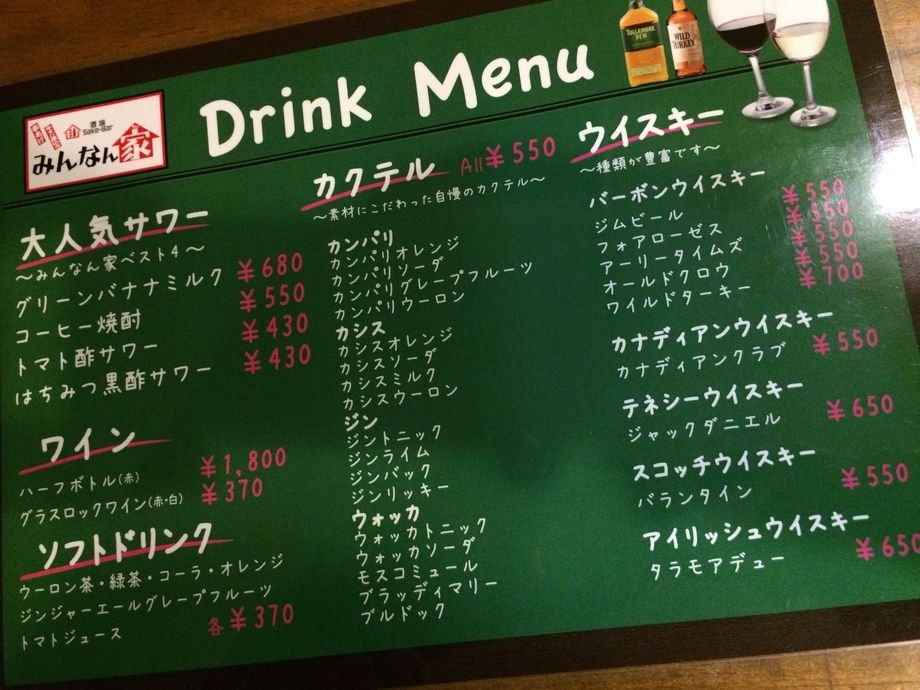 酒場
Sake-Bar
みんなん家
Drink Menu
TULLAMORE
DEW
WILD
TURKEY
大人気サワー
～みんなん家ベスト4～
グリーンバナナミルク ¥680
コーヒー焼酎 ¥550
トマト酢サワー ¥430
はちみつ黒酢サワー ¥430
ワイン
ハーフボトル(赤) ¥1,800
グラスロックワイン(赤・白) ¥370
ソフトドリンク
ウーロン茶・緑茶・コーラ・オレンジ
ジンジャーエールグレープフルーツ
トマトジュース 各¥370
カクテル All¥550
～素材にこだわった自慢のカクテル～
カンパリ
カンパリオレンジ
カンパリソーダ
カンパリグレープフルーツ
カンパリウーロン
カシス
カシスオレンジ
カシスソーダ
カシスミルク
カシスウーロン
ジン
ジントニック
ジンライム
ジンバック
ジンリッキー
ウォッカ
ウォッカトニック
ウォッカソーダ
モスコミュール
ブラッディマリー
ブルドック
ウイスキー
～種類が豊富です～
バーボンウイスキー
ジムビール ¥550
フォアローゼス ¥550
アーリータイムズ ¥550
オールドクロウ ¥550
ワイルドターキー ¥700
カナディアンウイスキー
カナディアンクラブ ¥550
テネシーウイスキー
ジャックダニエル ¥650
スコッチウイスキー
バランタイン ¥550
アイリッシュウイスキー
タラモアデュー ¥650